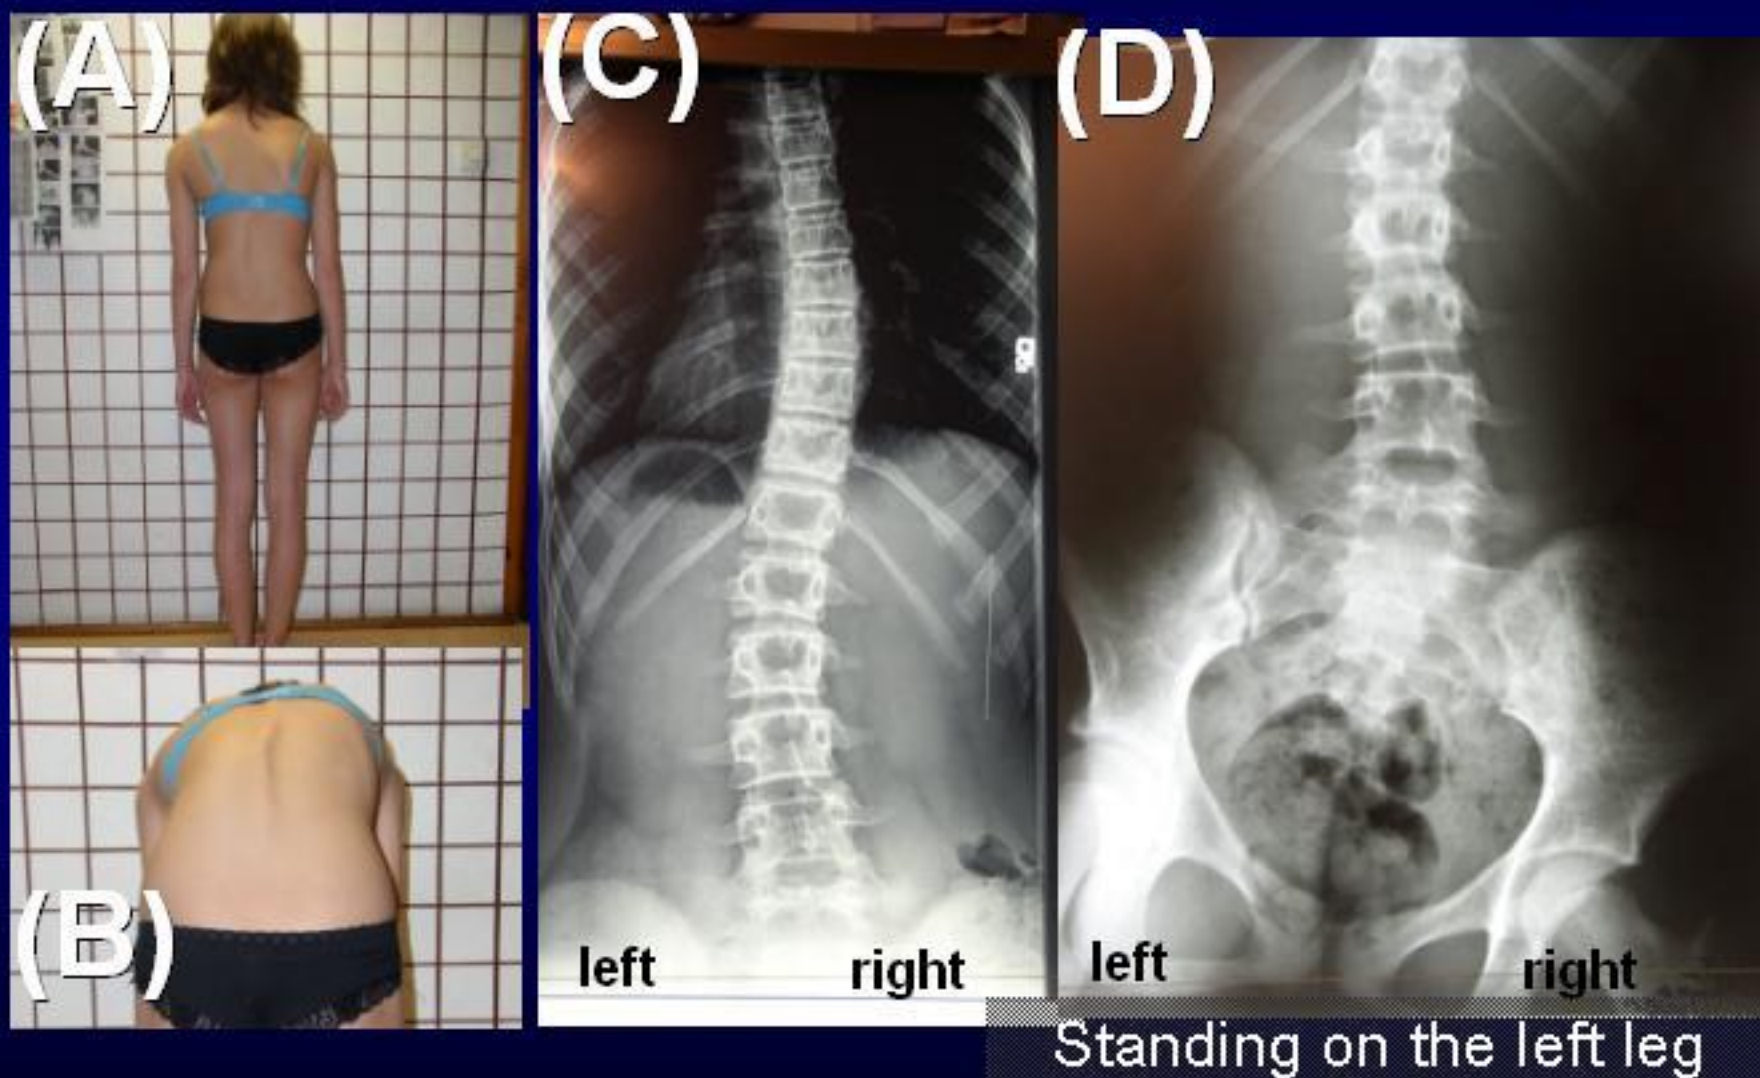 (A)
(C)
(D)
(B)
left
right
left
right
Standing on the left leg